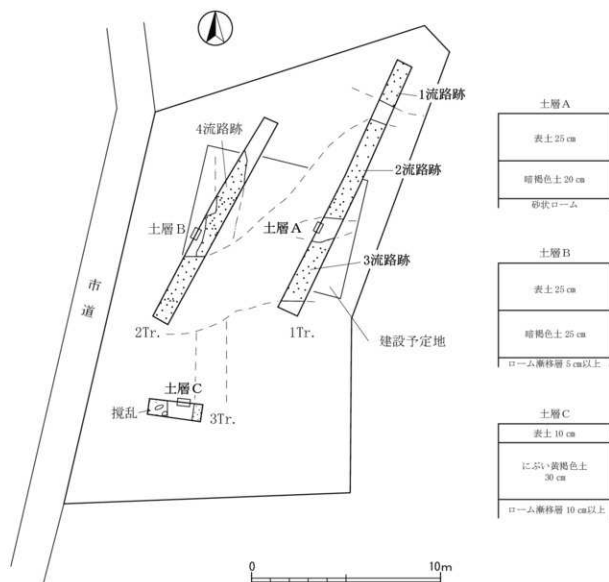 1流路跡
4流路跡
2流路跡
土層B
土層A
3流路跡
市道
2Tr.
1Tr.
建設予定地
土層C
撹乱
3Tr.
0
10m
土層A
表土 25 ㎝
暗褐色土 20 ㎝
砂状ローム
土層B
表土 25 ㎝
暗褐色土 25 ㎝
ローム漸移層 5 ㎝以上
土層C
表土 10 ㎝
にぶい黄褐色土
30 ㎝
ローム漸移層 10 ㎝以上